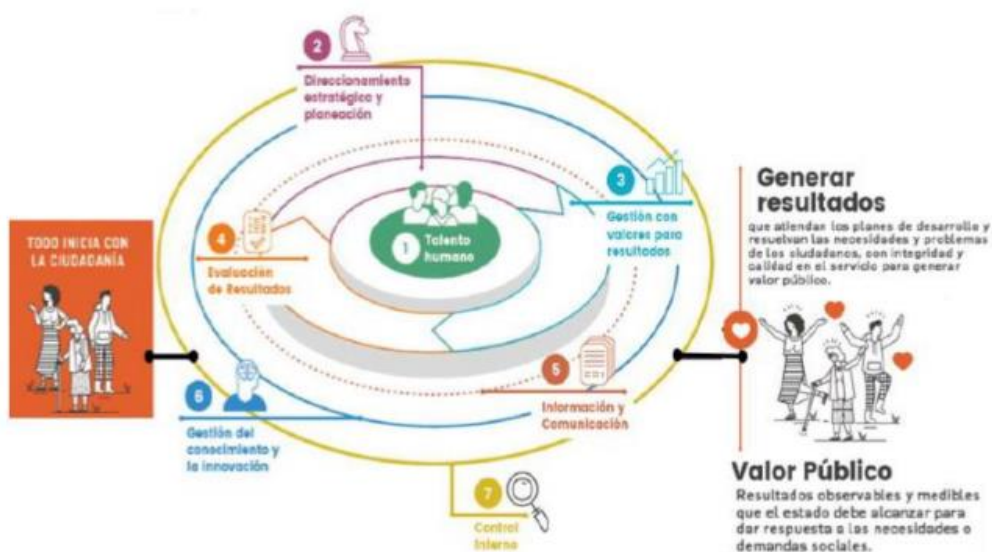 TODO INICIA CON
LA CIUDADANÍA
2
Direccionamiento
estratégico y
planeación
3
Gestión con
valores para
resultados
1
Talento
humano
4
Evaluación
de Resultados
5
Información y
Comunicación
6
Gestión del
conocimiento y
la innovación
7
Control
Interno
Generar
resultados
que atiendan los planes de desarrollo y
resuelvan las necesidades y problemas
de los ciudadanos, con integridad y
calidad en el servicio para generar
valor público.
Valor Público
Resultados observables y medibles
que el estado debe alcanzar para
dar respuesta a las necesidades o
demandas sociales.